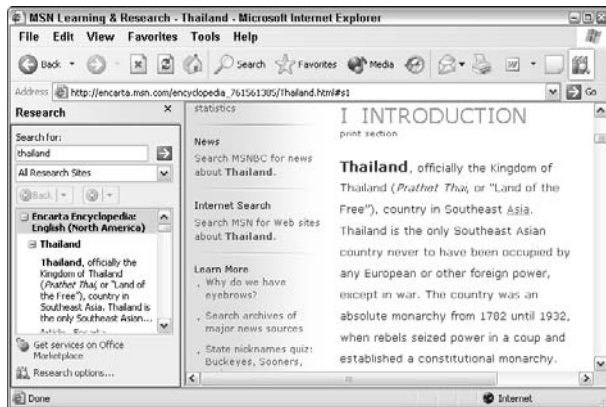 MSN Learning & Research - Thailand - Microsoft Internet Explorer
File Edit View Favorites Tools Help
Back Search Favorites Media
Address http://encarta.msn.com/encyclopedia_761561385/Thailand.html#s1 Go
Research
Search for:
thailand
All Research Sites
Back
Encarta Encyclopedia:
English (North America)
Thailand
Thailand, officially the
Kingdom of Thailand
(Prathet Thai, or "Land of
the Free"), country in
Southeast Asia. Thailand is
the only Southeast Asian...
Article - Encarta
Get services on Office
Marketplace
Research options...
statistics
News
Search MSNBC for news
about Thailand.
Internet Search
Search MSN for Web sites
about Thailand.
Learn More
Why do we have
eyebrows?
Search archives of
major news sources
State nicknames quiz:
Buckeyes, Sooners,
I INTRODUCTION
print section
Thailand, officially the Kingdom of
Thailand (Prathet Thai, or "Land of the
Free"), country in Southeast Asia.
Thailand is the only Southeast Asian
country never to have been occupied by
any European or other foreign power,
except in war. The country was an
absolute monarchy from 1782 until 1932,
when rebels seized power in a coup and
established a constitutional monarchy.
Done Internet